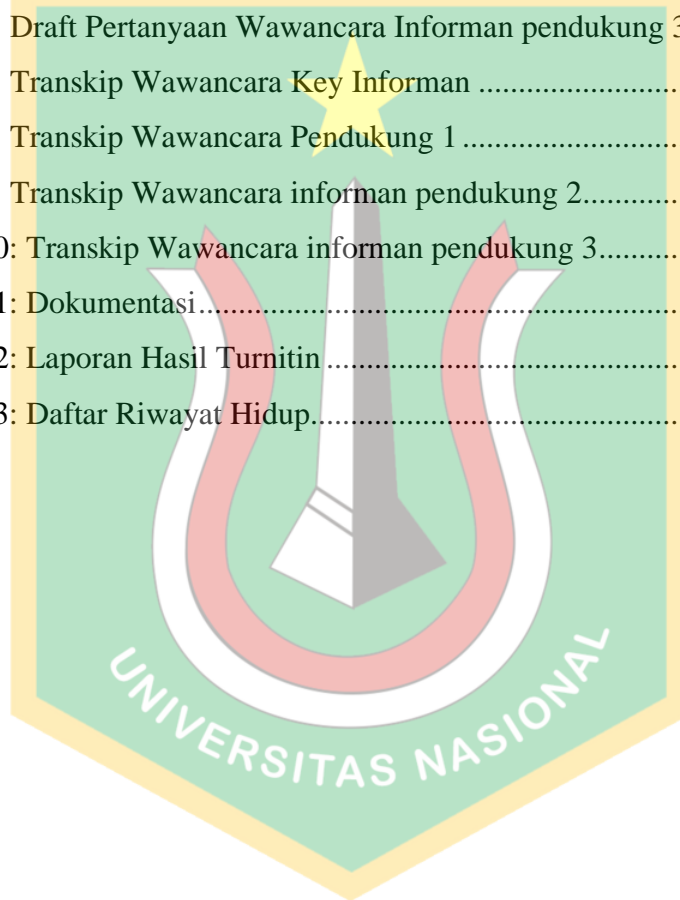 Draft Pertanyaan Wawancara Informan pendukung 3
Transkip Wawancara Key Informan ..........................
Transkip Wawancara Pendukung 1 ............................
Transkip Wawancara informan pendukung 2............
0: Transkip Wawancara informan pendukung 3..........
1: Dokumentasi.............................................................
2: Laporan Hasil Turnitin .............................................
3: Daftar Riwayat Hidup...............................................
UNIVERSITAS NASIONAL